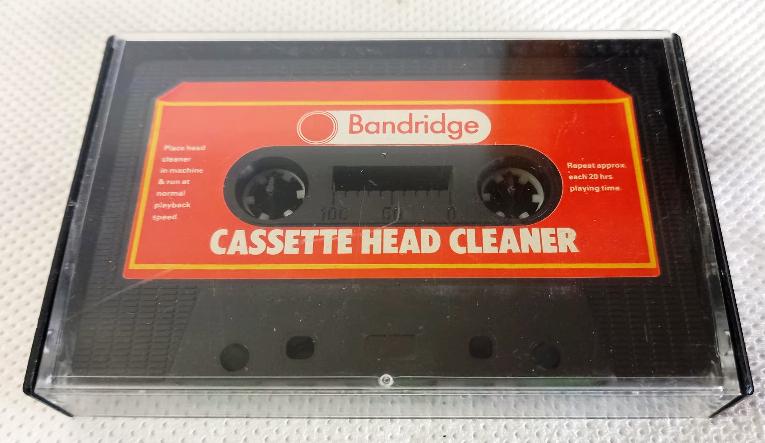 Bandridge
Place head
cleaner
in machine
& run at
normal
playback
speed
Repeat approx.
each 20 hrs
playing time.
100 50 0
CASSETTE HEAD CLEANER